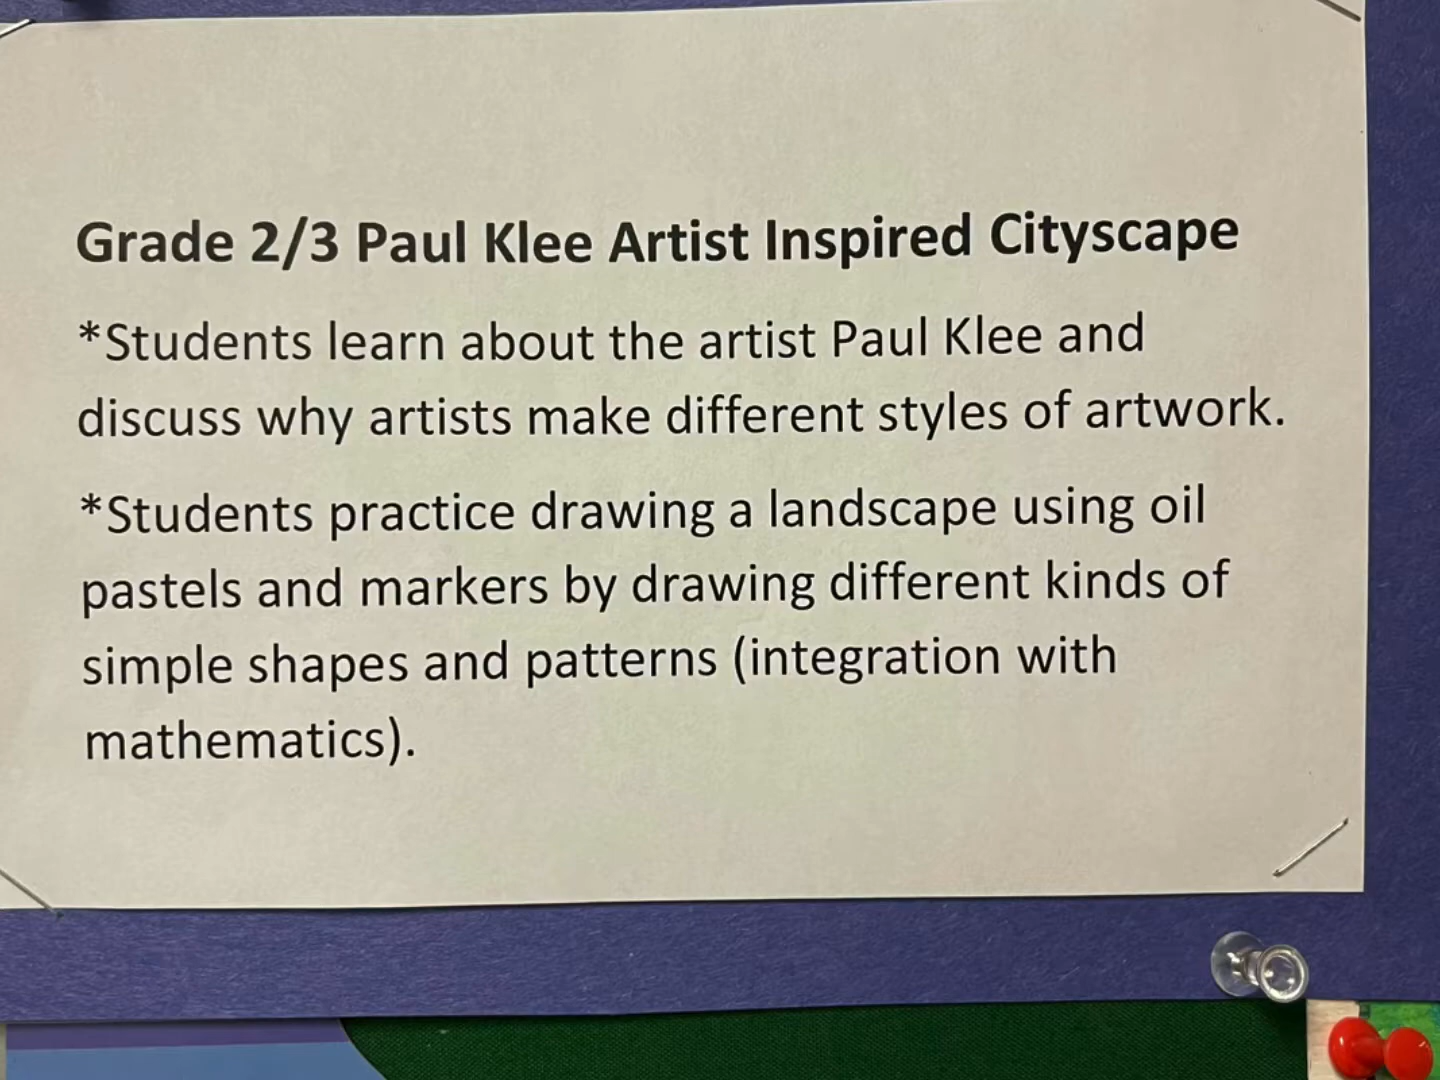 Grade 2/3 Paul Klee Artist Inspired Cityscape
*Students learn about the artist Paul Klee and
discuss why artists make different styles of artwork.
*Students practice drawing a landscape using oil
pastels and markers by drawing different kinds of
simple shapes and patterns (integration with
mathematics).